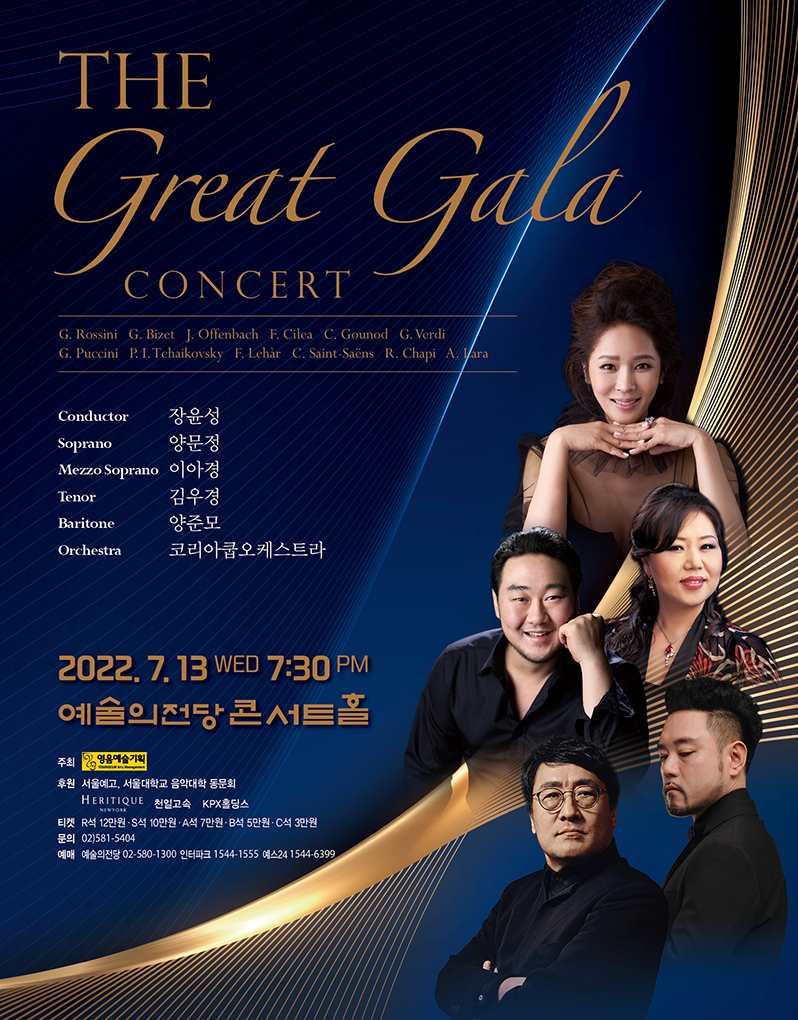 THE
Great Gala
CONCERT
G. Rossini G. Bizet J. Offenbach F. Cilea C. Gounod G. Verdi
G. Puccini P. I. Tchaikovsky F. Lehàr C. Saint-Saëns R. Chapi A. Lara
Conductor 장윤성
Soprano 양문정
Mezzo Soprano 이아경
Tenor 김우경
Baritone 양준모
Orchestra 코리아쿱오케스트라
2022. 7. 13 WED 7:30 PM
예술의전당 콘서트홀
주최 영음예술기획
YOUNGEUM Arts Management
후원 서울예고, 서울대학교 음악대학 동문회
HERITIQUE NEW YORK 천일고속 KPX홀딩스
티켓 R석 12만원 · S석 10만원 · A석 7만원 · B석 5만원 · C석 3만원
문의 02)581-5404
예매 예술의전당 02-580-1300 인터파크 1544-1555 예스24 1544-6399